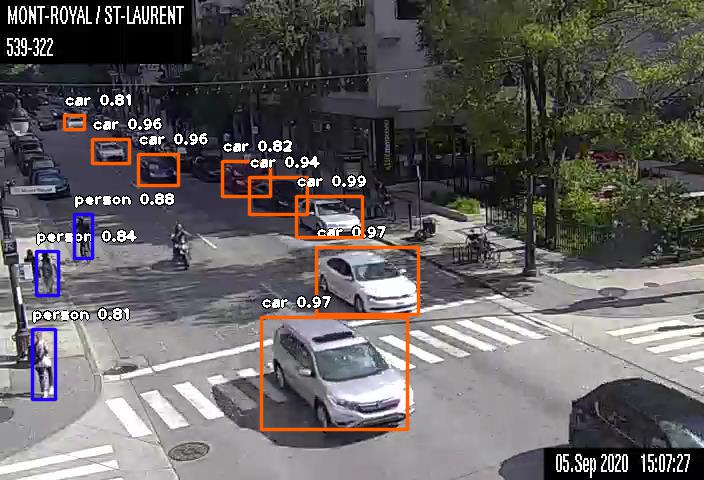 MONT-ROYAL / ST-LAURENT
539-322
car 0.81
car 0.96
car 0.96
car 0.82
car 0.94
car 0.99
person 0.88
person 0.84
car 0.97
car 0.97
person 0.81
05.Sep 2020 15:07:27